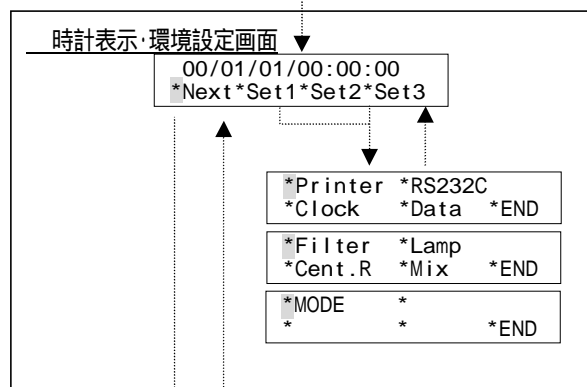 時計表示･環境設定画面
00/01/01/00:00:00
*Next*Set1*Set2*Set3
*Printer *RS232C
*Clock *Data *END
*Filter *Lamp
*Cent.R *Mix *END
*MODE *
* * *END